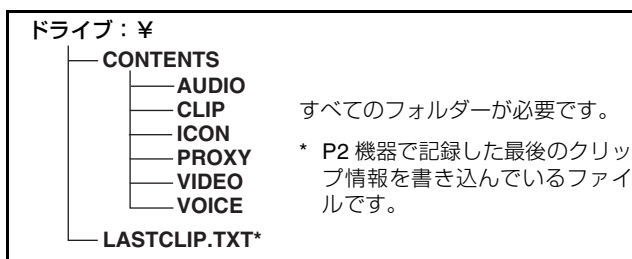 ドライブ：¥
CONTENTS
AUDIO
CLIP
ICON
PROXY
VIDEO
VOICE
LASTCLIP.TXT*
すべてのフォルダーが必要です。
* P2 機器で記録した最後のクリッ
プ情報を書き込んでいるファイ
ルです。